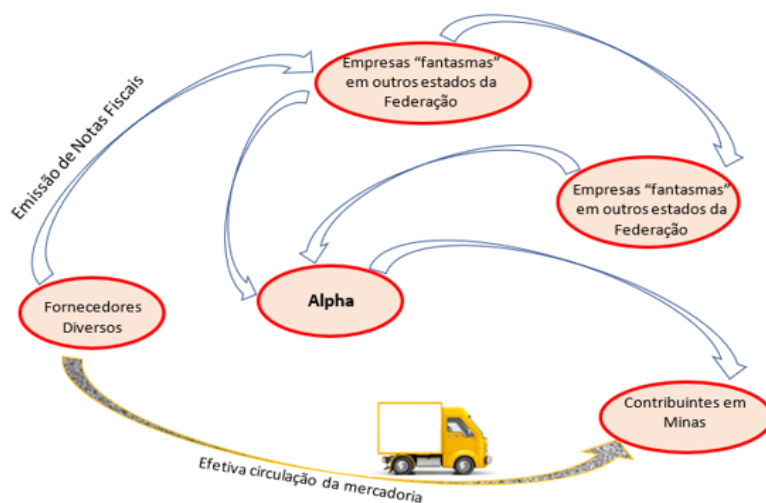 Empresas “fantasmas”
em outros estados da
Federação
Emissão de Notas Fiscais
Empresas “fantasmas”
em outros estados da
Federação
Alpha
Fornecedores
Diversos
Contribuintes em
Minas
Efetiva circulação da mercadoria